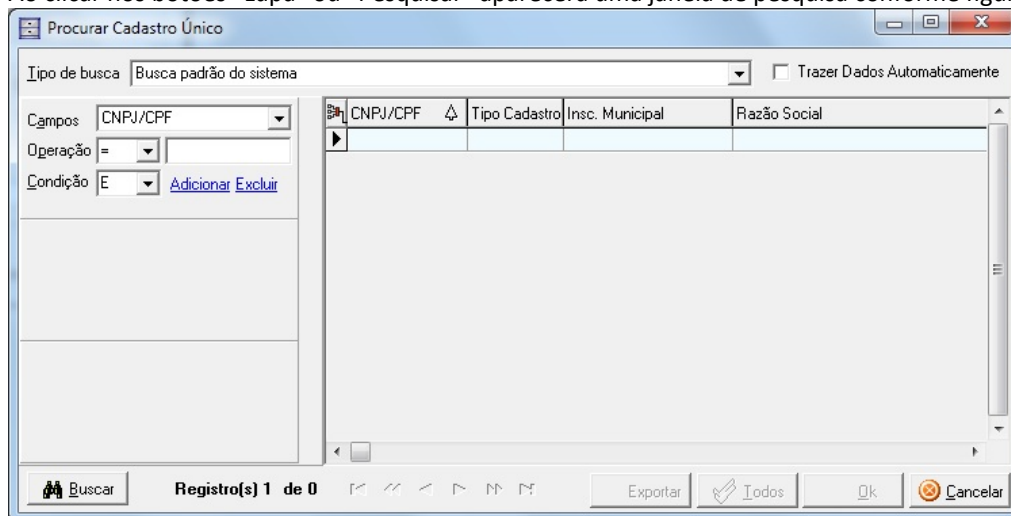 Procurar Cadastro Único
Tipo de busca Busca padrão do sistema Trazer Dados Automaticamente
Campos CNPJ/CPF
Operação =
Condição E Adicionar Excluir
CNPJ/CPF Tipo Cadastro Insc. Municipal Razão Social
Buscar Registro(s) 1 de 0 Exportar Todos Ok Cancelar